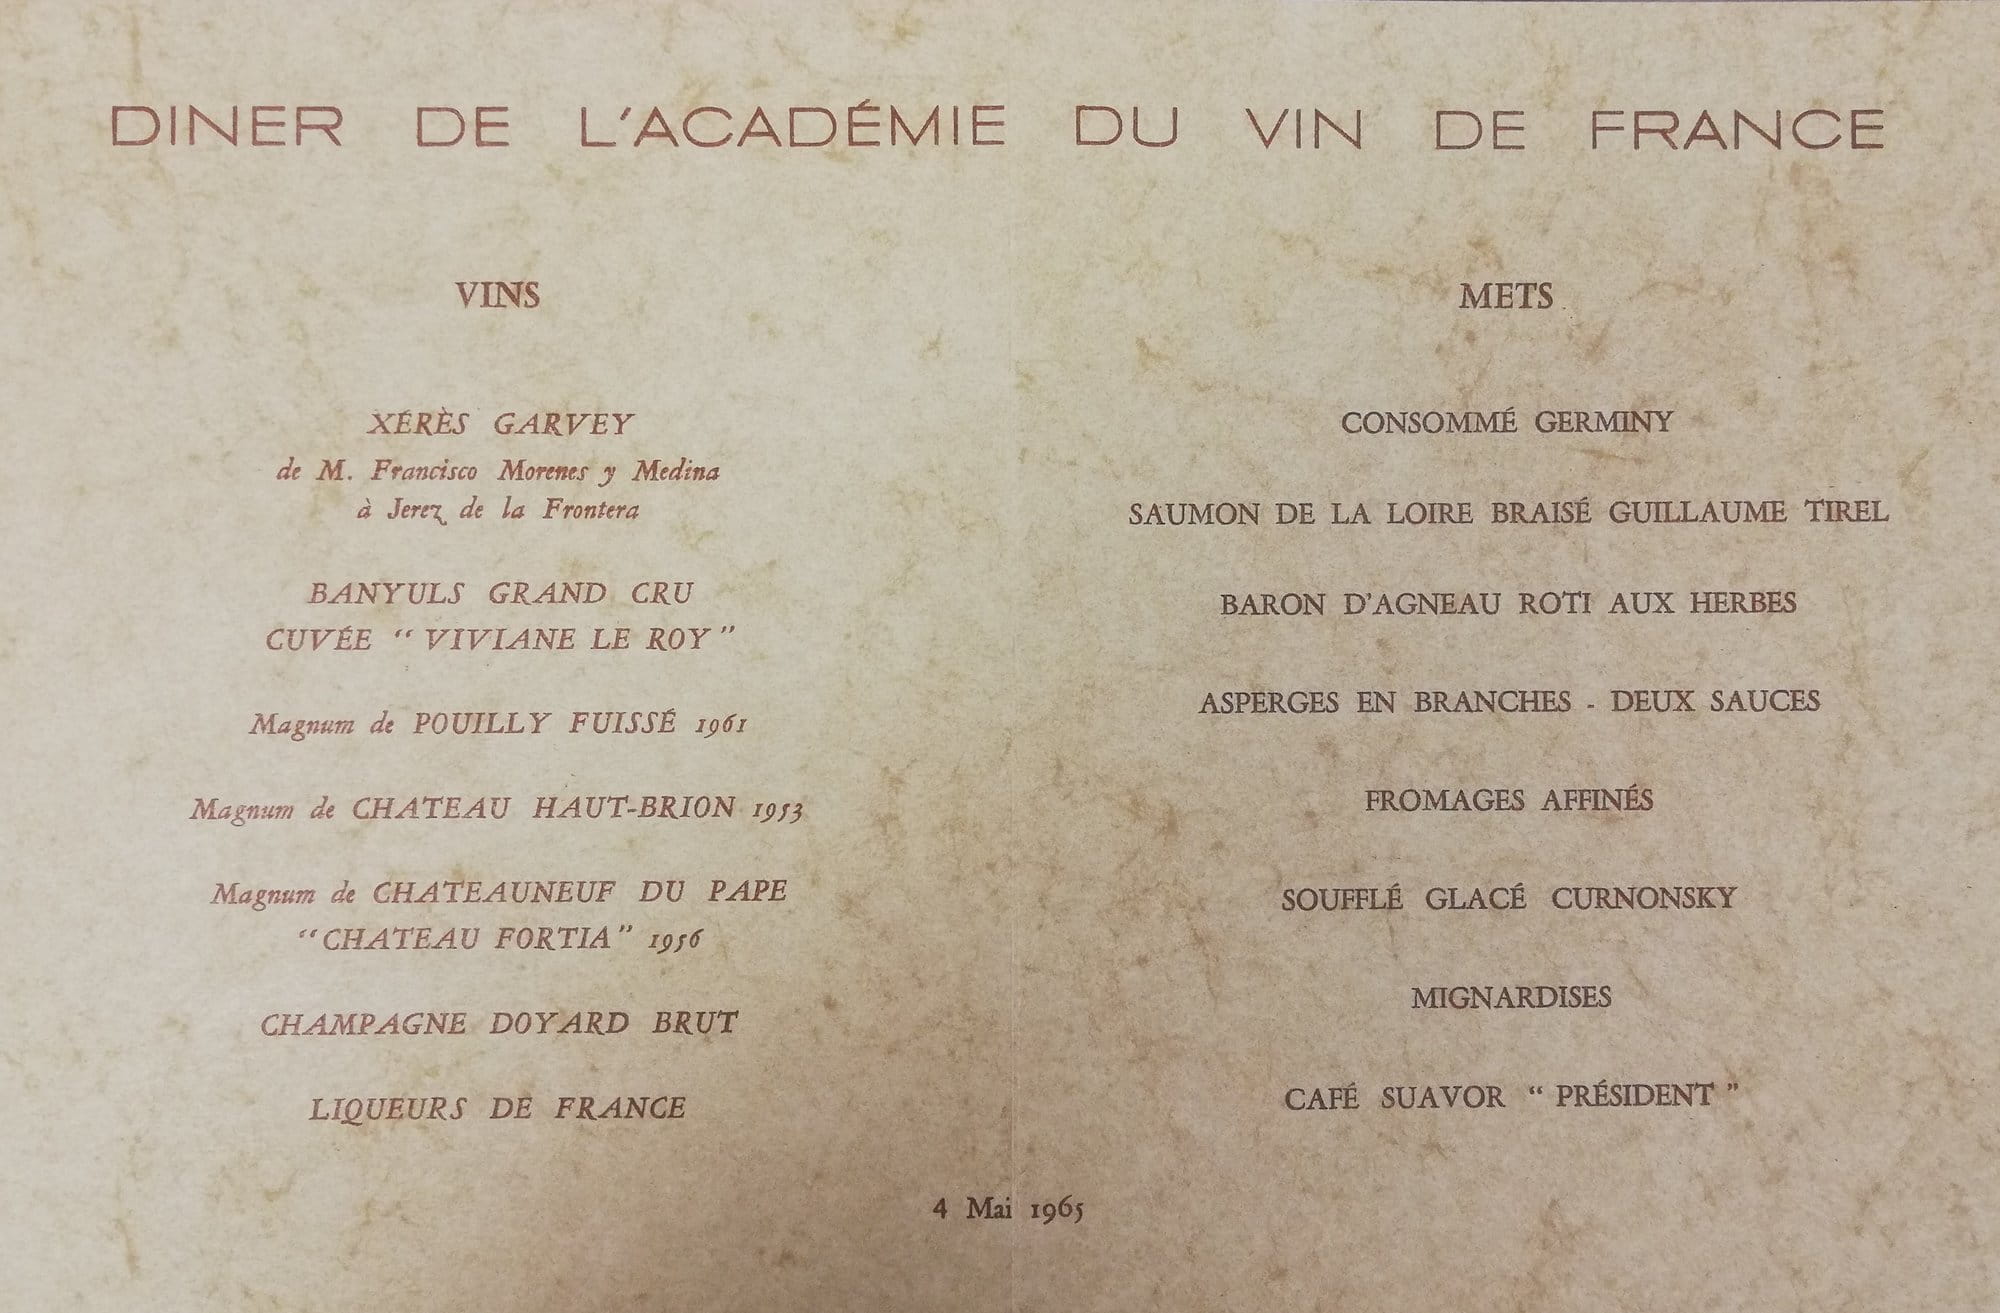 DINER DE L'ACADÉMIE DU VIN DE FRANCE
VINS
XÉRÈS GARVEY
de M. Francisco Morenes y Medina
à Jerez de la Frontera
BANYULS GRAND CRU
CUVÉE “ VIVIANE LE ROY ”
Magnum de POUILLY FUISSÉ 1961
Magnum de CHATEAU HAUT-BRION 1953
Magnum de CHATEAUNEUF DU PAPE
“CHATEAU FORTIA” 1956
CHAMPAGNE DOYARD BRUT
LIQUEURS DE FRANCE
METS
CONSOMMÉ GERMINY
SAUMON DE LA LOIRE BRAISÉ GUILLAUME TIREL
BARON D'AGNEAU ROTI AUX HERBES
ASPERGES EN BRANCHES - DEUX SAUCES
FROMAGES AFFINÉS
SOUFFLÉ GLACÉ CURNONSKY
MIGNARDISES
CAFÉ SUAVOR “ PRÉSIDENT ”
4 Mai 1965